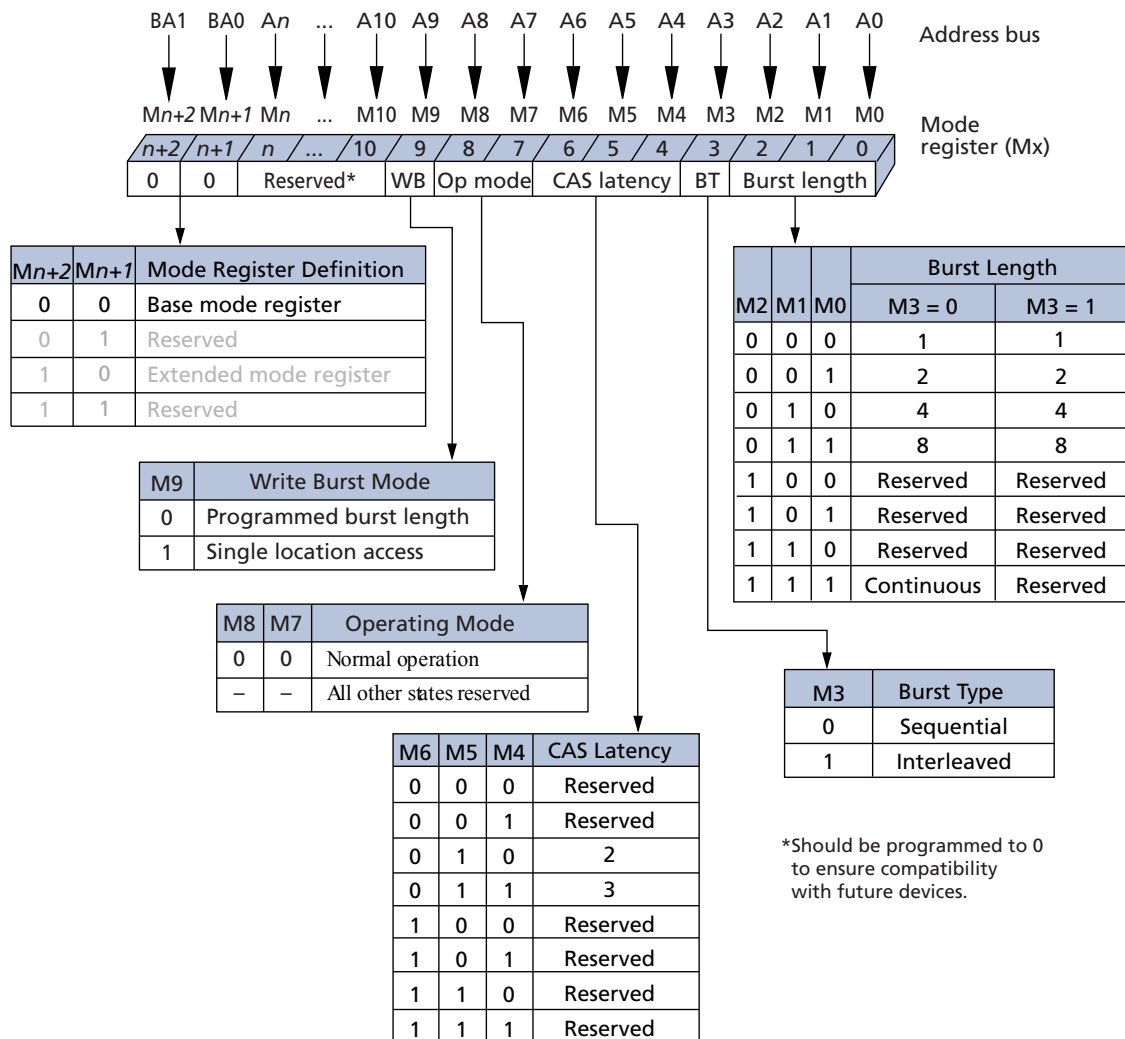 BA1 BA0 An ... A10 A9 A8 A7 A6 A5 A4 A3 A2 A1 A0
Address bus
Mn+2 Mn+1 Mn ... M10 M9 M8 M7 M6 M5 M4 M3 M2 M1 M0
Mode
register (Mx)
n+2 n+1 n ... 10 9 8 7 6 5 4 3 2 1 0
0 0 Reserved* WB Op mode CAS latency BT Burst length
Mn+2 Mn+1 Mode Register Definition
0 0 Base mode register
0 1 Reserved
1 0 Extended mode register
1 1 Reserved
Burst Length
M2 M1 M0 M3 = 0 M3 = 1
0 0 0 1 1
0 0 1 2 2
0 1 0 4 4
0 1 1 8 8
1 0 0 Reserved Reserved
1 0 1 Reserved Reserved
1 1 0 Reserved Reserved
1 1 1 Continuous Reserved
M9 Write Burst Mode
0 Programmed burst length
1 Single location access
M8 M7 Operating Mode
0 0 Normal operation
– – All other states reserved
M3 Burst Type
0 Sequential
1 Interleaved
M6 M5 M4 CAS Latency
0 0 0 Reserved
0 0 1 Reserved
0 1 0 2
0 1 1 3
1 0 0 Reserved
1 0 1 Reserved
1 1 0 Reserved
1 1 1 Reserved
*Should be programmed to 0
to ensure compatibility
with future devices.